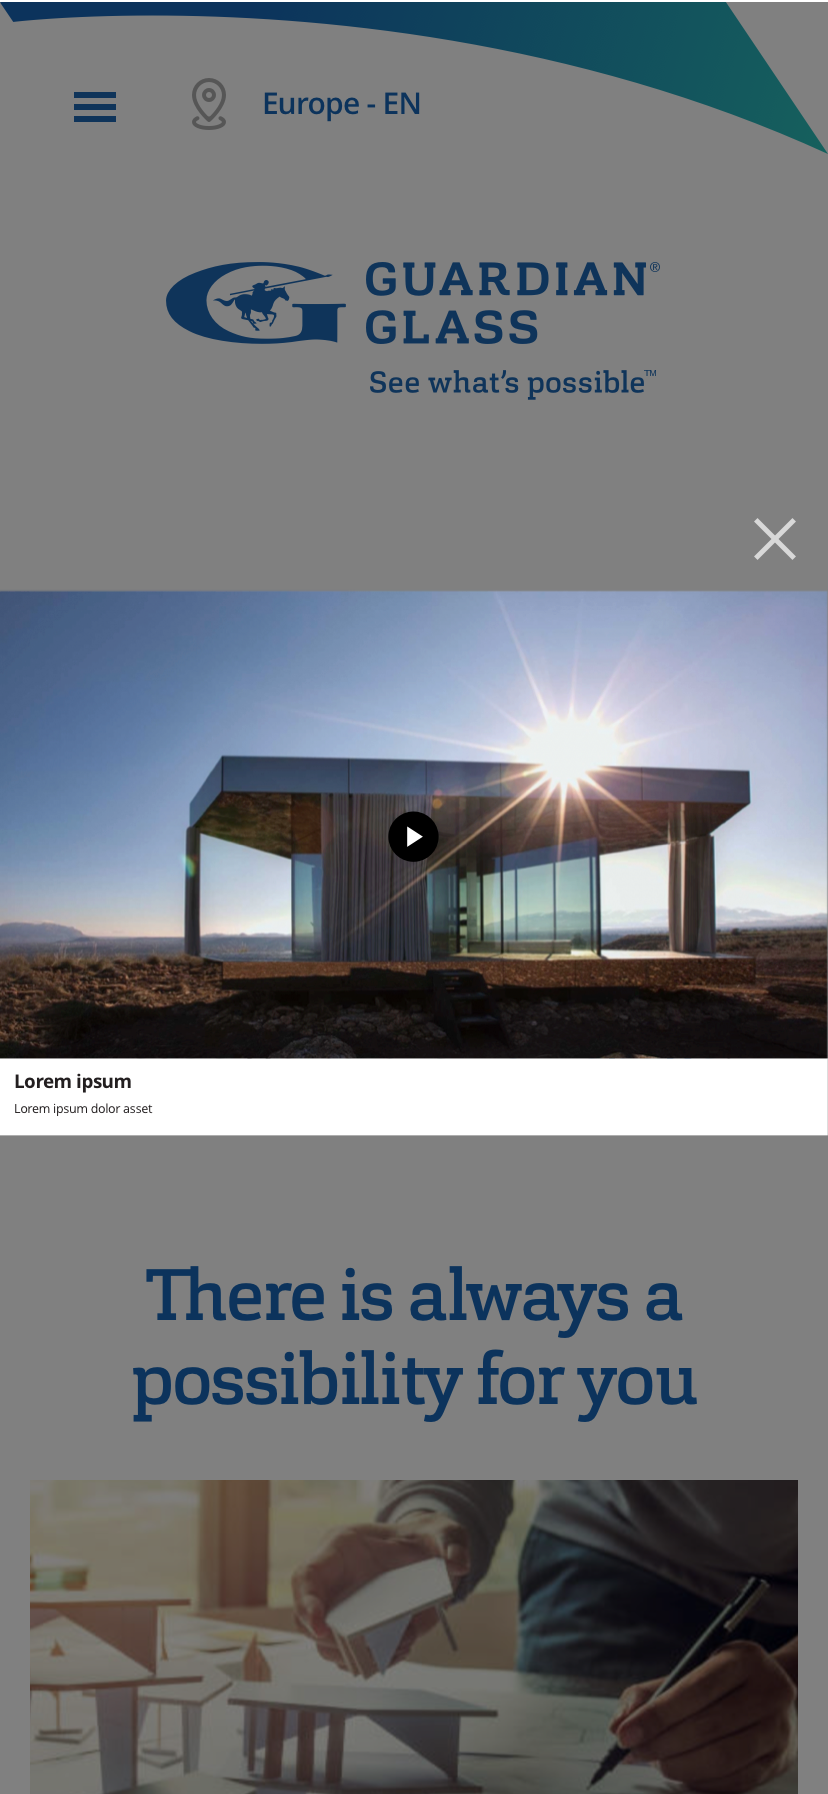 Europe - EN
GUARDIAN®
GLASS
See what's possible™
Lorem ipsum
Lorem ipsum dolor asset
There is always a
possibility for you